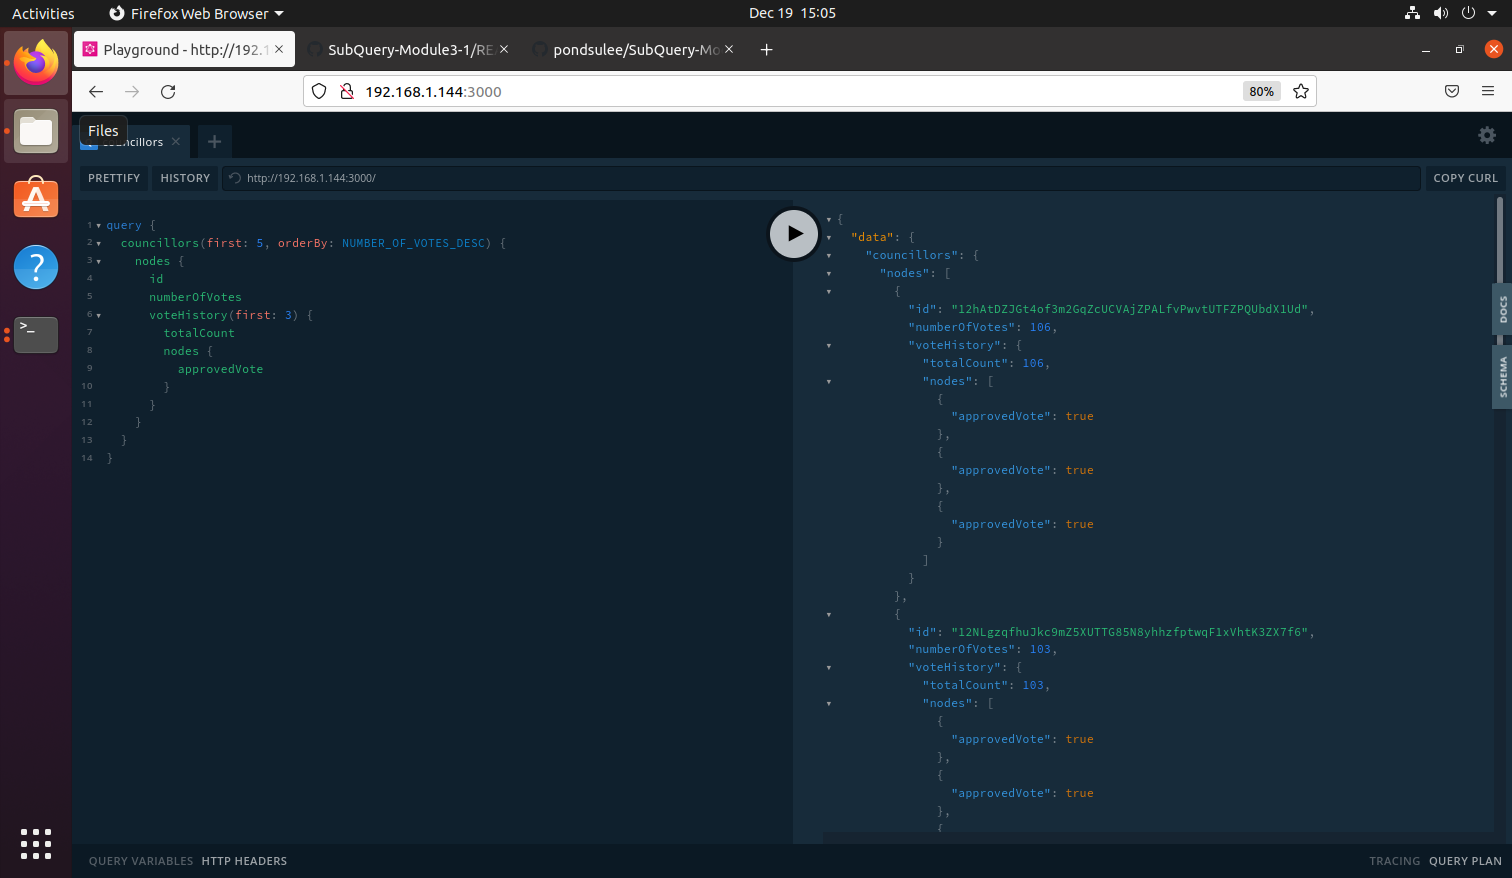 Activities Firefox Web Browser Dec 19 15:05
Playground - http://192.1 SubQuery-Module3-1/RE pondsulee/SubQuery-Mo
192.168.1.144:3000 80%
Files
councillors
PRETTIFY HISTORY http://192.168.1.144:3000/ COPY CURL
1 query {
2 councillors(first: 5, orderBy: NUMBER_OF_VOTES_DESC) {
3 nodes {
4 id
5 numberOfVotes
6 voteHistory(first: 3) {
7 totalCount
8 nodes {
9 approvedVote
10 }
11 }
12 }
13 }
14 }
{
"data": {
"councillors": {
"nodes": [
{
"id": "12hAtDZJGt4of3m2GqZcUCVAjZPALfvPwvtUTFZPQUbdX1Ud",
"numberOfVotes": 106,
"voteHistory": {
"totalCount": 106,
"nodes": [
{
"approvedVote": true
},
{
"approvedVote": true
},
{
"approvedVote": true
}
]
}
},
{
"id": "12NLgzqfhuJkc9mZ5XUTTG85N8yhhzfptwqF1xVhtK3ZX7f6",
"numberOfVotes": 103,
"voteHistory": {
"totalCount": 103,
"nodes": [
{
"approvedVote": true
},
{
"approvedVote": true
},
{
DOCS
SCHEMA
QUERY VARIABLES HTTP HEADERS TRACING QUERY PLAN